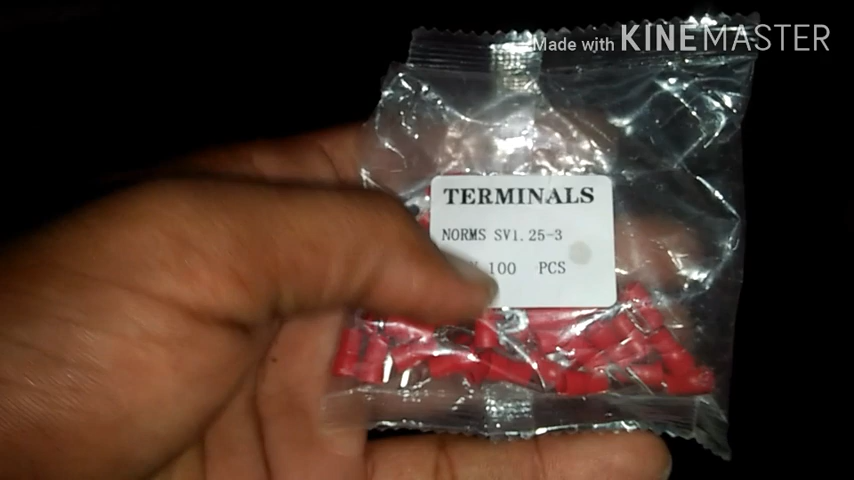 Made with KINEMASTER
TERMINALS
NORMS SV1.25-3
100 PCS